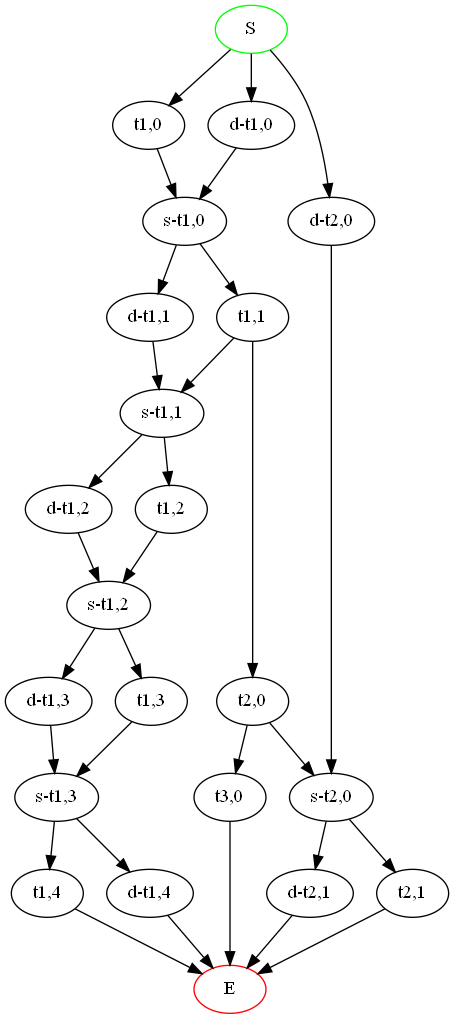 S
t1,0
d-t1,0
s-t1,0
d-t2,0
d-t1,1
t1,1
s-t1,1
d-t1,2
t1,2
s-t1,2
d-t1,3
t1,3
t2,0
s-t1,3
t3,0
s-t2,0
t1,4
d-t1,4
d-t2,1
t2,1
E